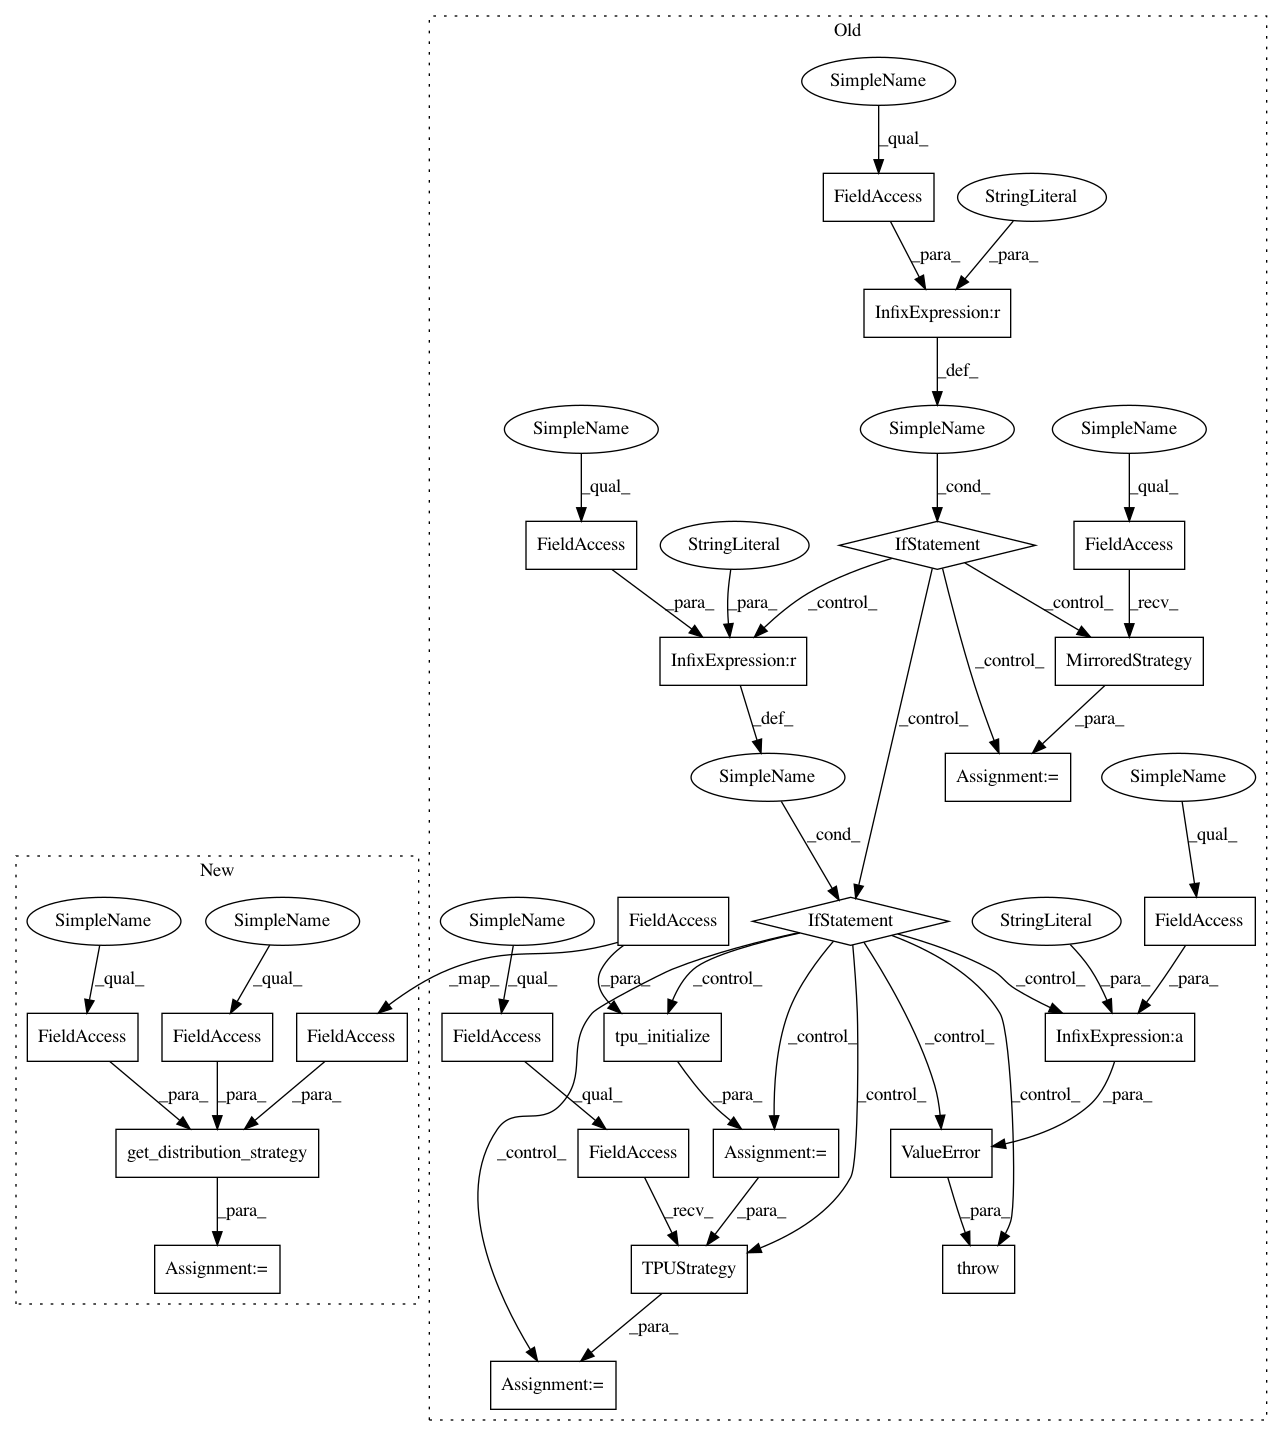 Old
SimpleName
_qual_
FieldAccess
StringLiteral
_para_
_para_
InfixExpression:r
_def_
SimpleName
SimpleName
SimpleName
_qual_
_cond_
_qual_
FieldAccess
StringLiteral
IfStatement
FieldAccess
_para_
_para_
_control_
_control_
_recv_
InfixExpression:r
_control_
MirroredStrategy
_def_
_control_
_para_
SimpleName
Assignment:=
SimpleName
_cond_
_qual_
New
SimpleName
SimpleName
SimpleName
FieldAccess
IfStatement
StringLiteral
FieldAccess
_qual_
_qual_
_map_
_qual_
_para_
_control_
_control_
_para_
_para_
FieldAccess
FieldAccess
FieldAccess
FieldAccess
tpu_initialize
_control_
_control_
InfixExpression:a
_para_
_para_
_para_
_qual_
_para_
_control_
_control_
_para_
get_distribution_strategy
_control_
FieldAccess
Assignment:=
ValueError
_para_
_recv_
_para_
_para_
Assignment:=
TPUStrategy
throw
_para_
Assignment:=